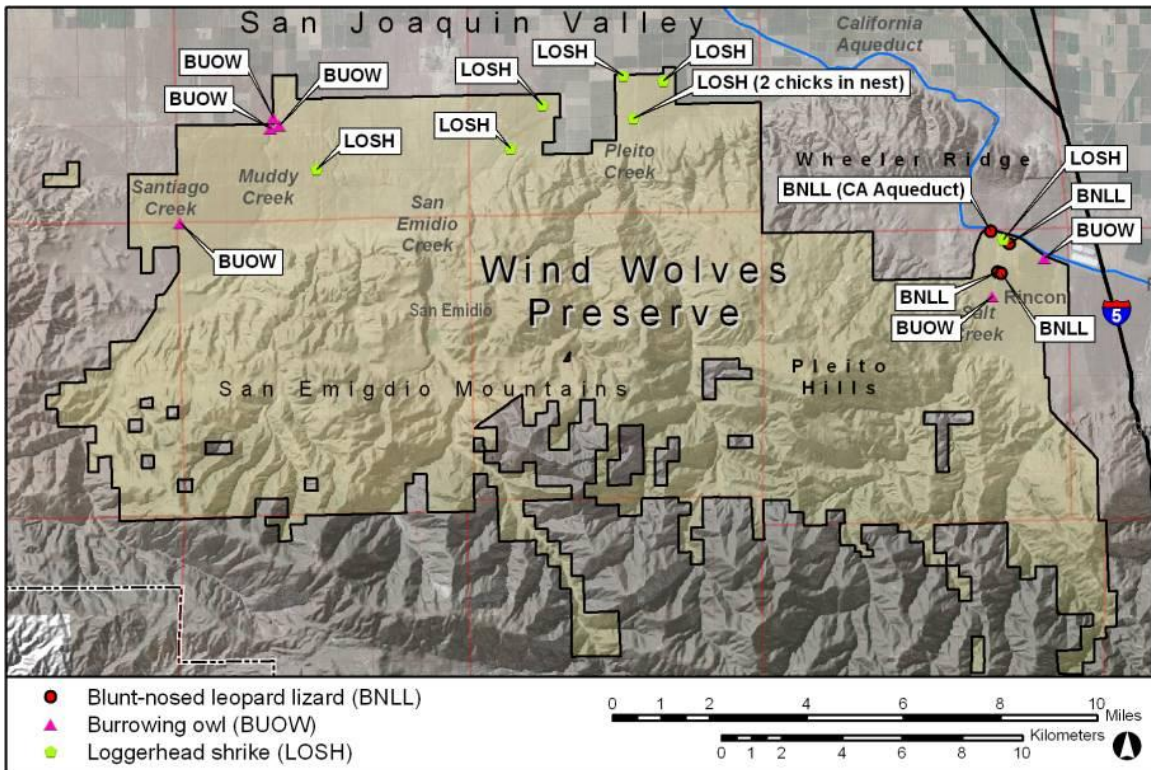 San Joaquin Valley
California
Aqueduct
BUOW
BUOW
BUOW
LOSH
LOSH
LOSH
LOSH (2 chicks in nest)
LOSH
LOSH
Pleito
Creek
Wheeler Ridge
LOSH
BNLL (CA Aqueduct)
BNLL
BUOW
Santiago
Creek
Muddy
Creek
San
Emidio
Creek
BUOW
Wind Wolves
Preserve
San Emidio
BNLL
Rincon
Salt
Creek
BUOW
BNLL
5
San Emigdio Mountains
Pleito
Hills
Blunt-nosed leopard lizard (BNLL)
Burrowing owl (BUOW)
Loggerhead shrike (LOSH)
0 2 4 6 8 10
Miles
Kilometers
0 1 2 4 6 8 10